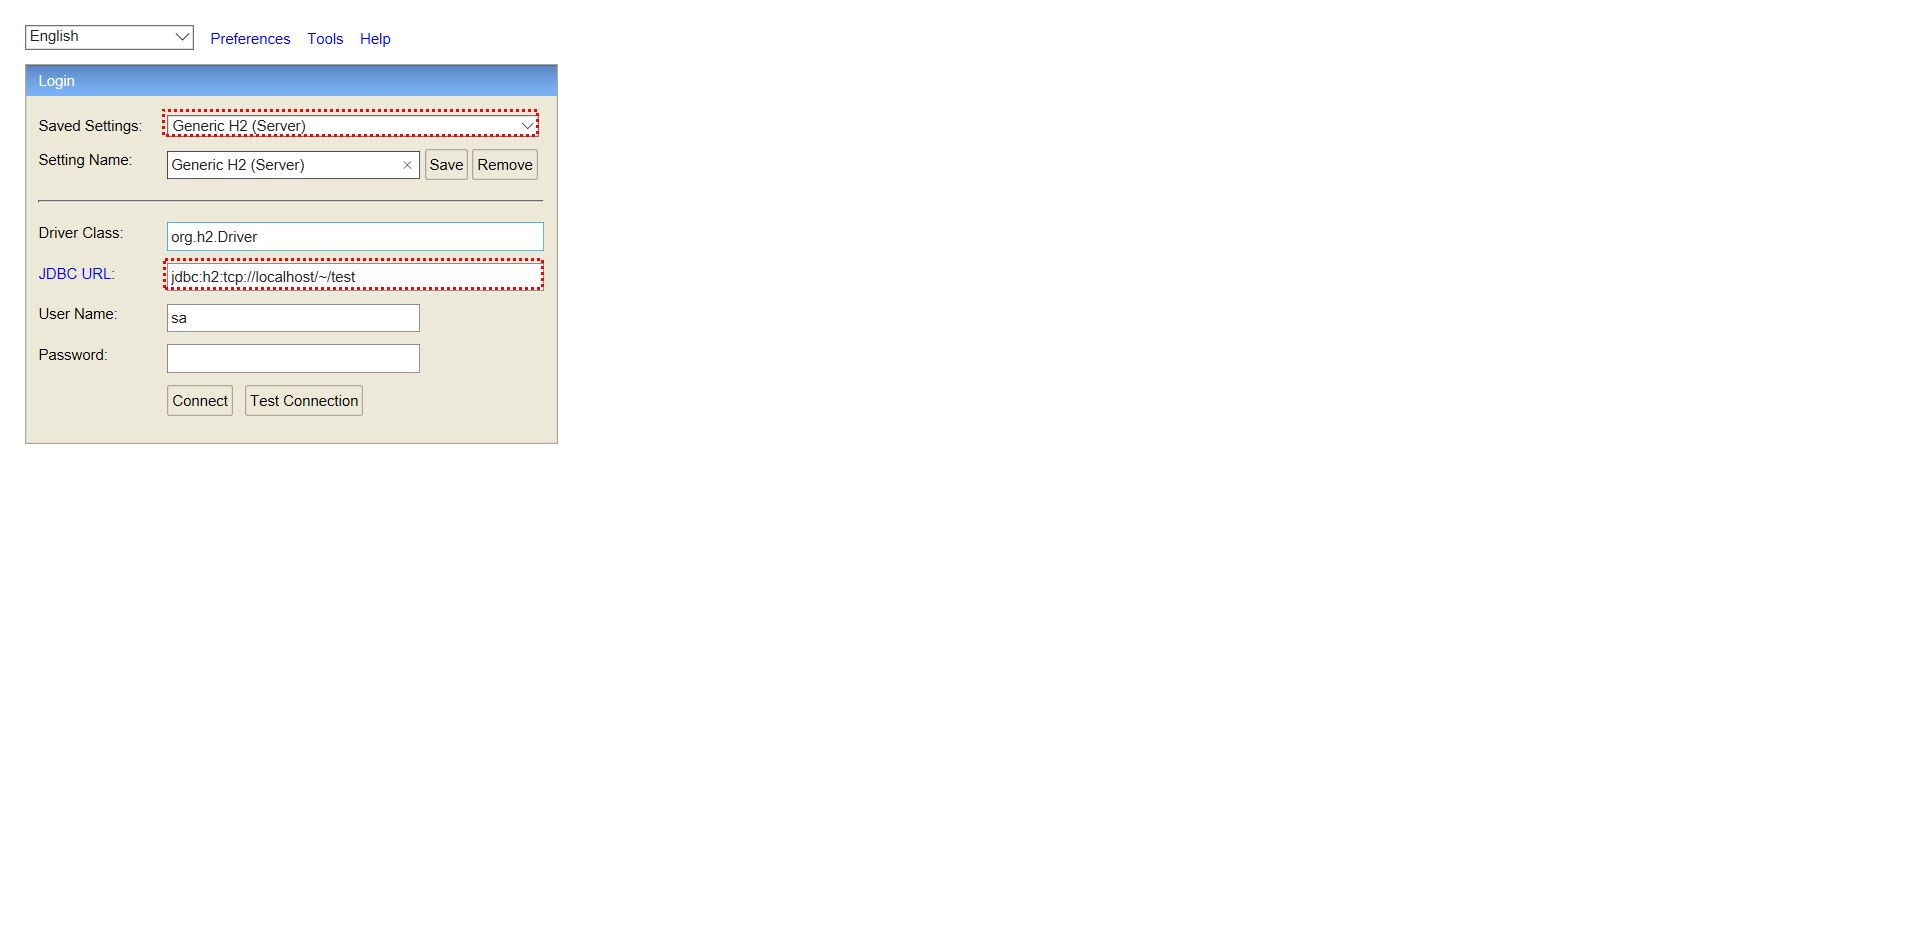 English Preferences Tools Help
Login
Saved Settings: Generic H2 (Server)
Setting Name: Generic H2 (Server) × Save Remove
Driver Class: org.h2.Driver
JDBC URL: jdbc:h2:tcp://localhost/~/test
User Name: sa
Password:
Connect Test Connection